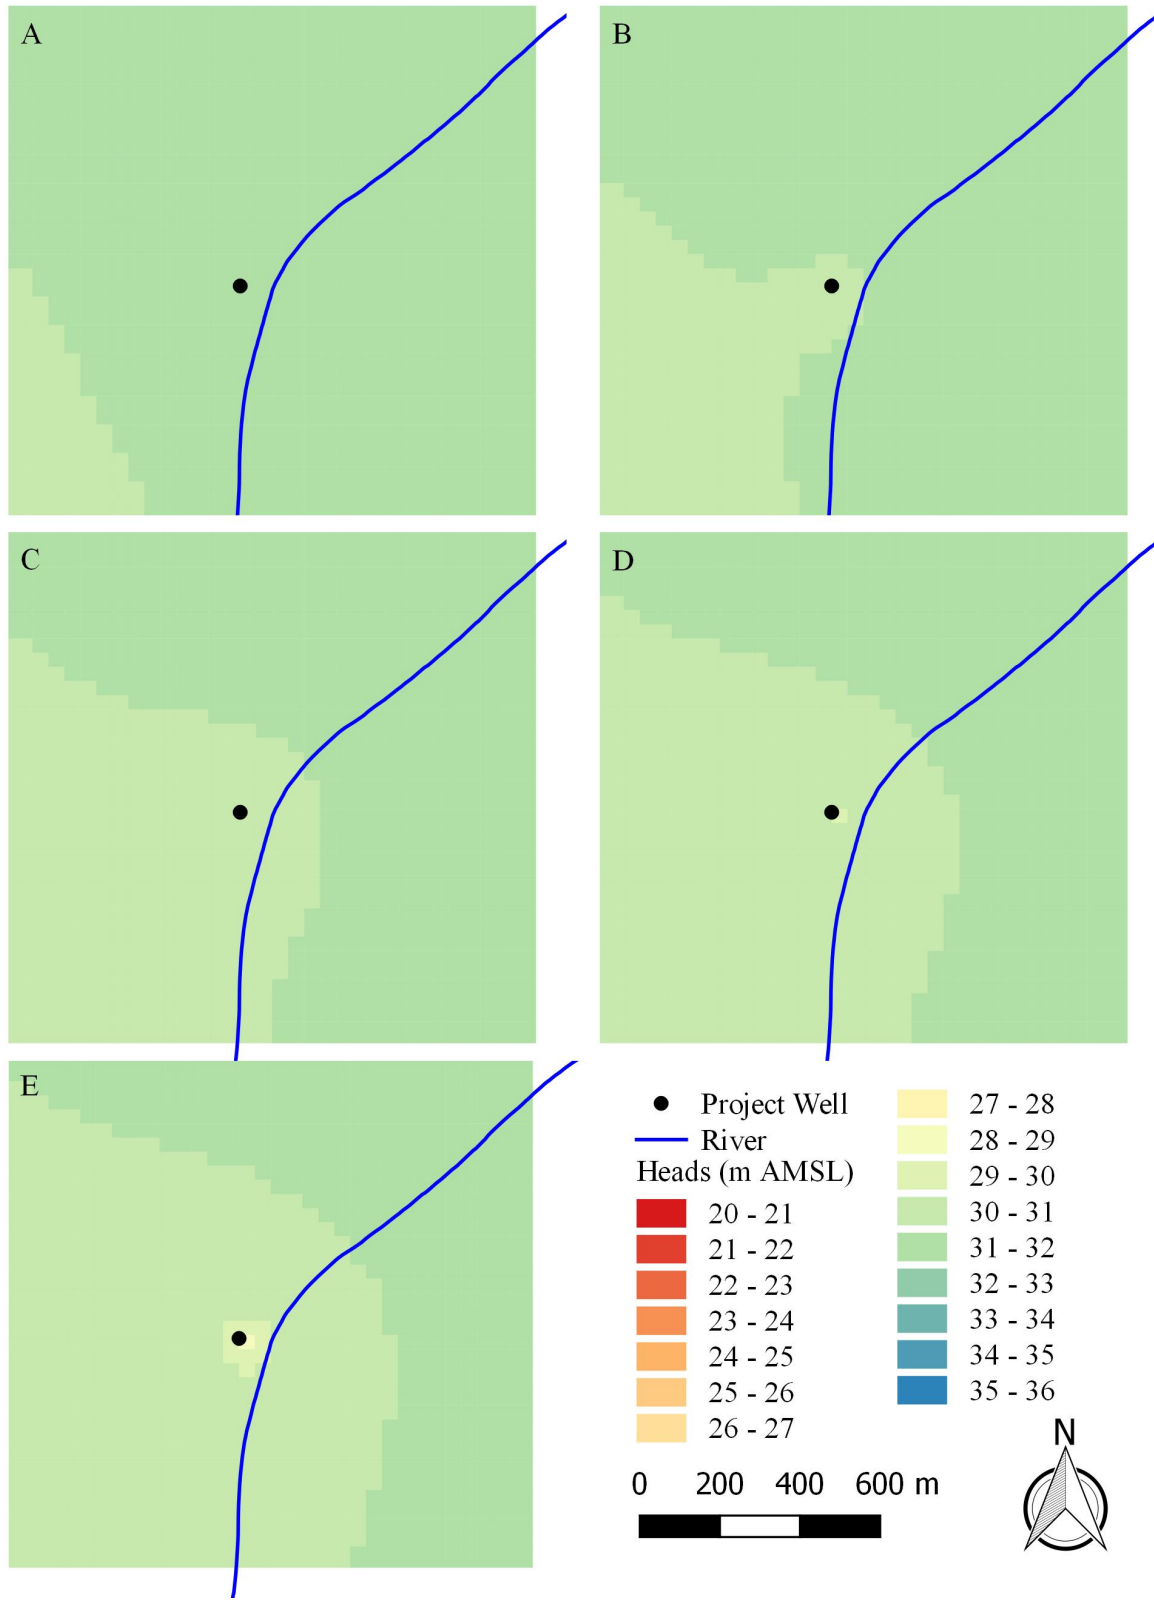 A
B
C
D
E
Project Well
River
Heads (m AMSL)
20 - 21
21 - 22
22 - 23
23 - 24
24 - 25
25 - 26
26 - 27
27 - 28
28 - 29
29 - 30
30 - 31
31 - 32
32 - 33
33 - 34
34 - 35
35 - 36
0 200 400 600 m
N